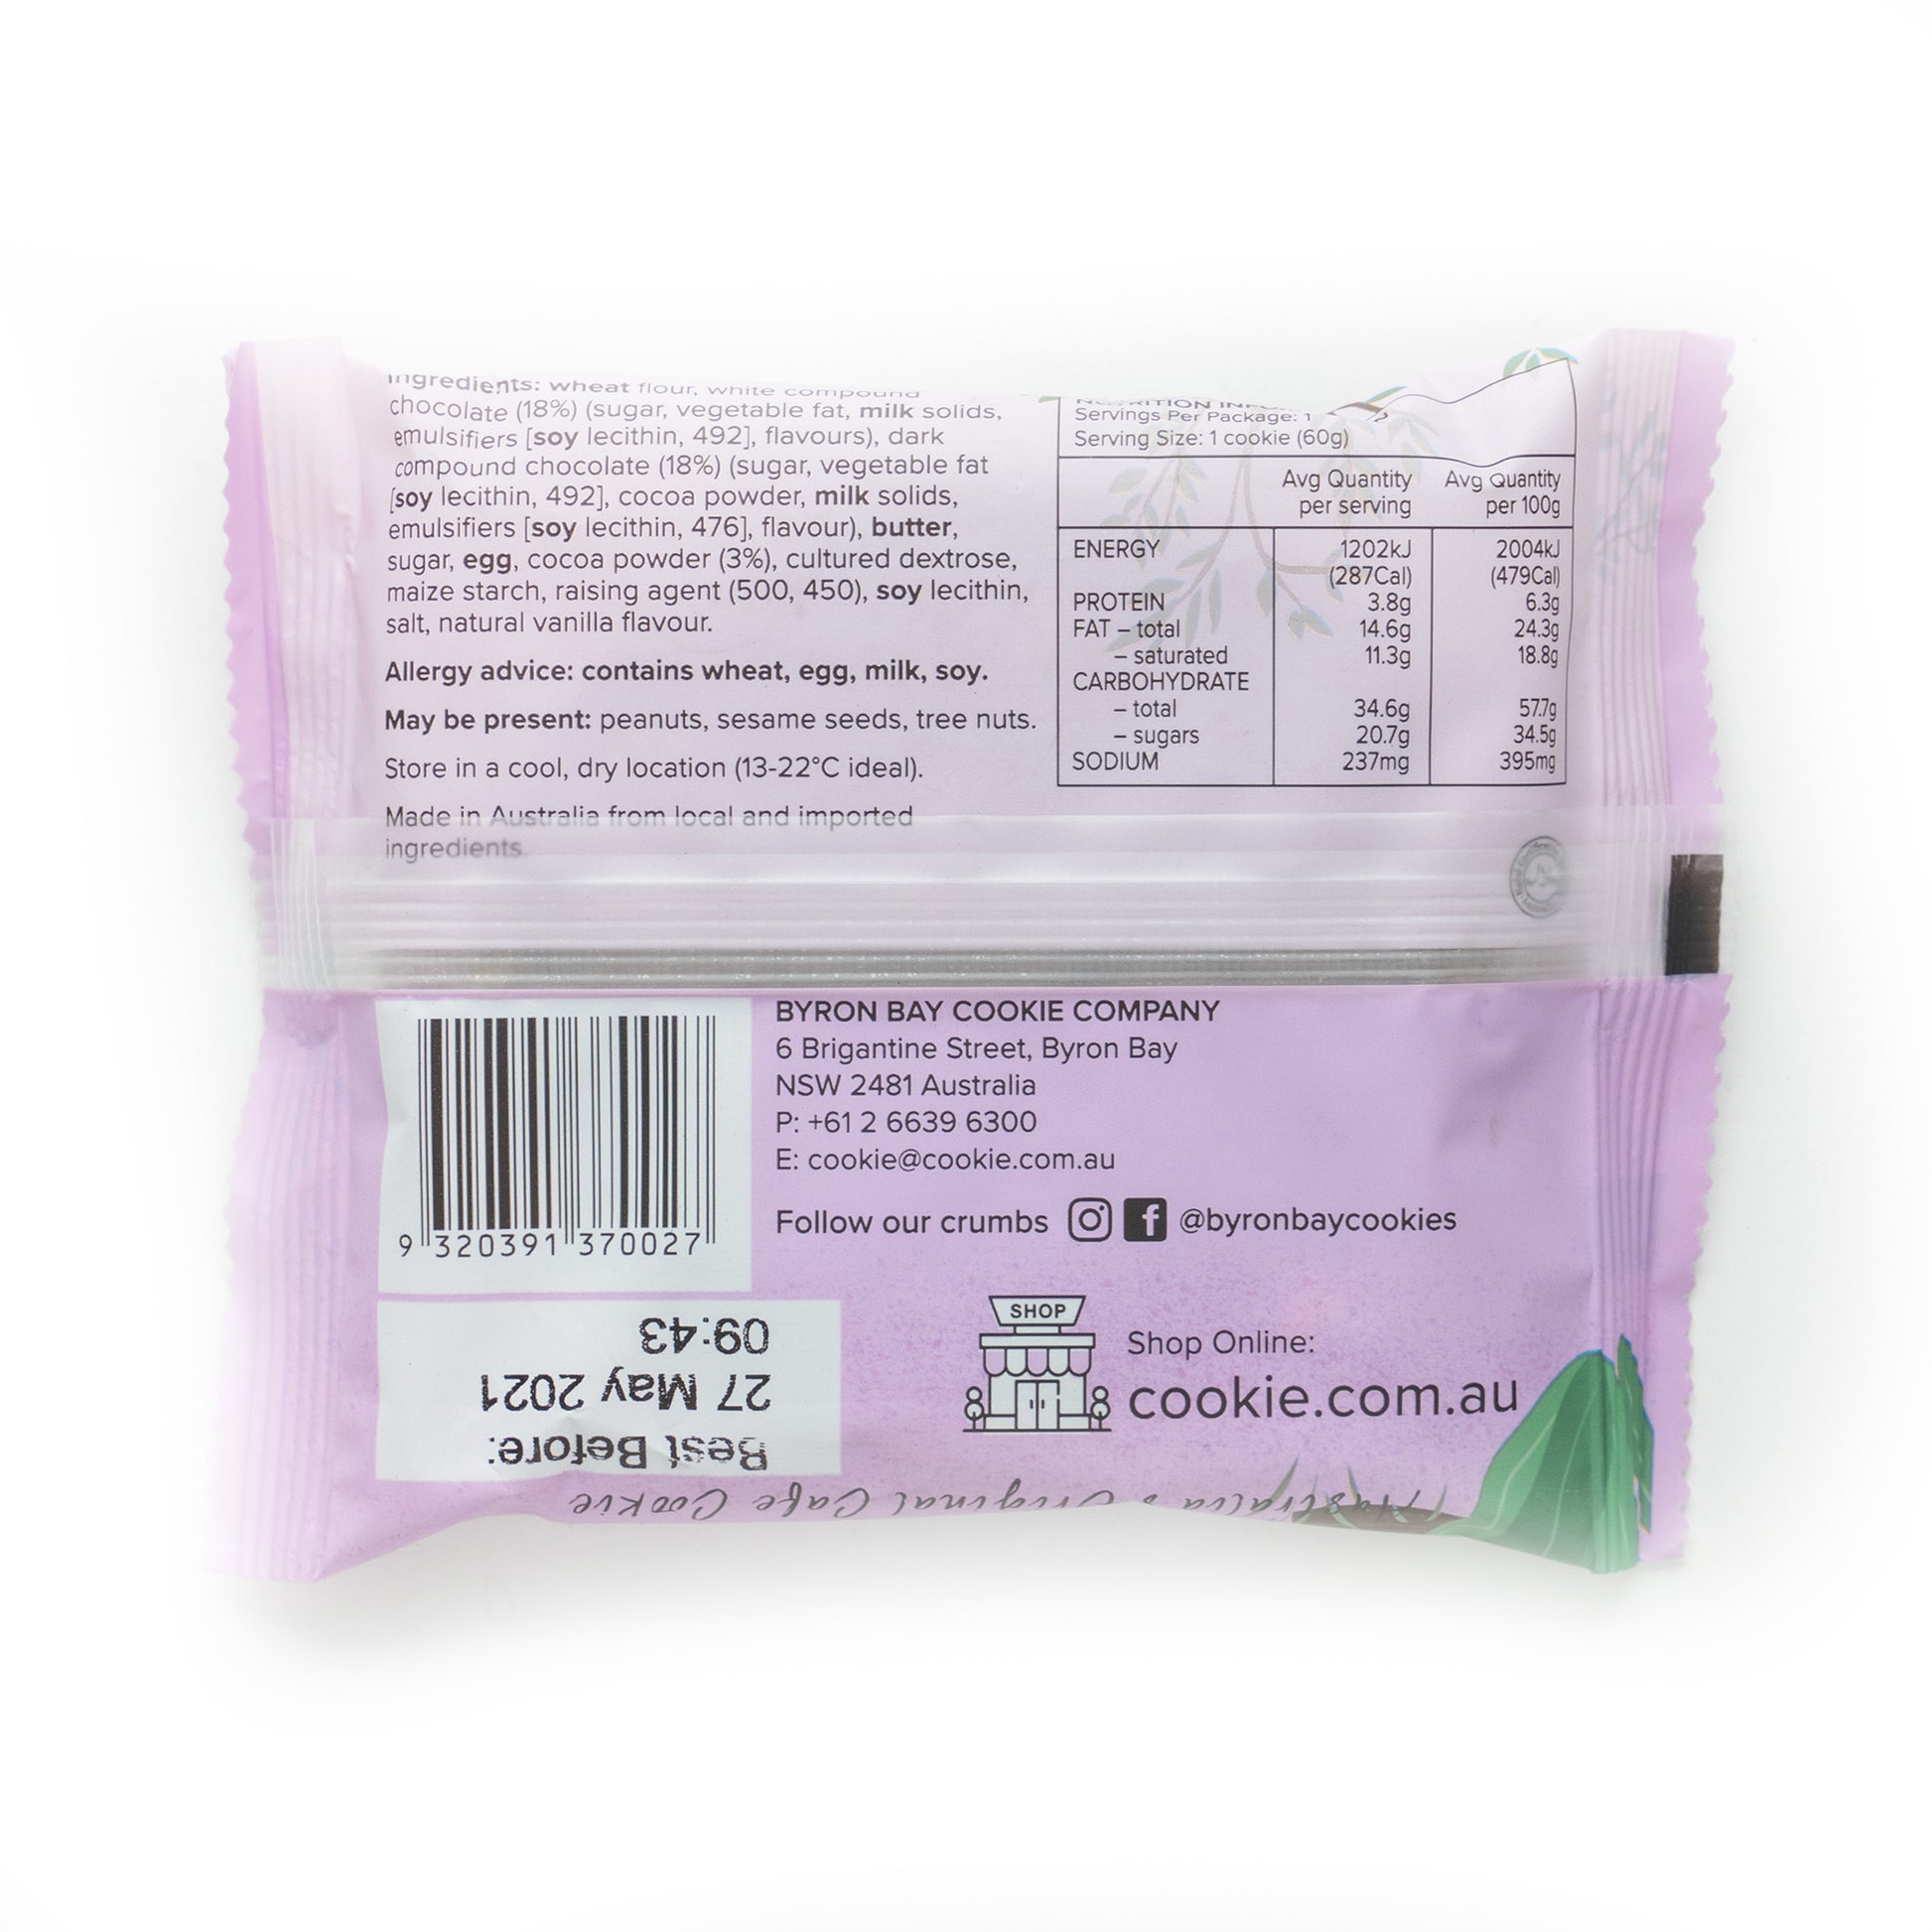 Ingredients: wheat flour, white compound
chocolate (18%) (sugar, vegetable fat, milk solids,
emulsifiers [soy lecithin, 492], flavours), dark
compound chocolate (18%) (sugar, vegetable fat
[soy lecithin, 492], cocoa powder, milk solids,
emulsifiers [soy lecithin, 476], flavour), butter,
sugar, egg, cocoa powder (3%), cultured dextrose,
maize starch, raising agent (500, 450), soy lecithin,
salt, natural vanilla flavour.
Allergy advice: contains wheat, egg, milk, soy.
May be present: peanuts, sesame seeds, tree nuts.
Store in a cool, dry location (13-22°C ideal).
Made in Australia from local and imported
ingredients.
NUTRITION
Servings Per Package: 1
Serving Size: 1 cookie (60g)
Avg Quantity per serving Avg Quantity per 100g
ENERGY 1202kJ 2004kJ
(287Cal) (479Cal)
PROTEIN 3.8g 6.3g
FAT – total 14.6g 24.3g
– saturated 11.3g 18.8g
CARBOHYDRATE
– total 34.6g 57.7g
– sugars 20.7g 34.5g
SODIUM 237mg 395mg
BYRON BAY COOKIE COMPANY
6 Brigantine Street, Byron Bay
NSW 2481 Australia
P: +61 2 6639 6300
E: cookie@cookie.com.au
Follow our crumbs @byronbaycookies
9 320391 370027
SHOP
Shop Online:
cookie.com.au
Best Before:
27 May 2021
09:43
Australia's Original Cafe Cookie